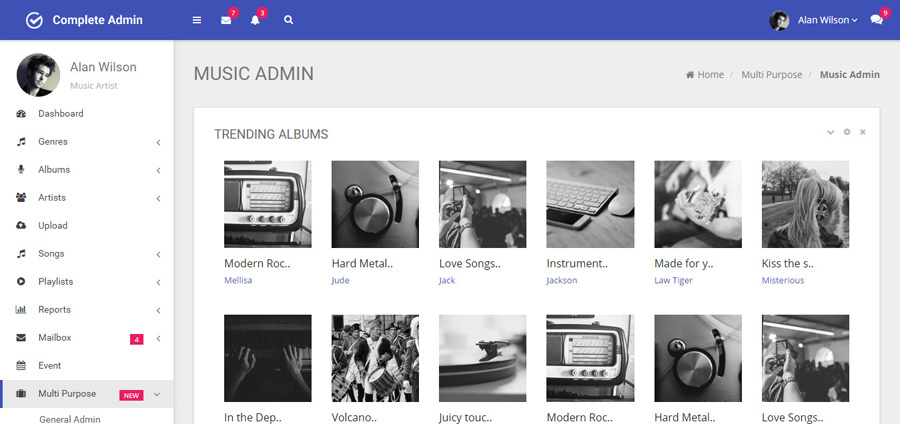 Complete Admin
7
3
Alan Wilson
9
Alan Wilson
Music Artist
Dashboard
Genres
Albums
Artists
Upload
Songs
Playlists
Reports
Mailbox 4
Event
Multi Purpose NEW
General Admin
MUSIC ADMIN
Home / Multi Purpose / Music Admin
TRENDING ALBUMS
Modern Roc.. Hard Metal.. Love Songs.. Instrument.. Made for y.. Kiss the s..
Mellisa Jude Jack Jackson Law Tiger Misterious
In the Dep.. Volcano.. Juicy touc.. Modern Roc.. Hard Metal.. Love Songs..